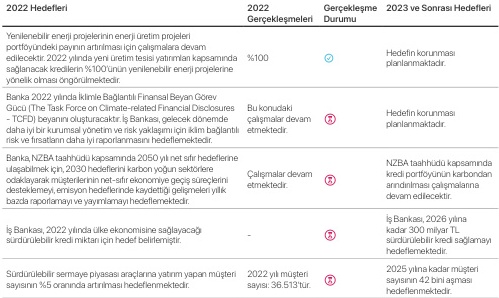 2022 Hedefleri
2022
Gerçekleşmeleri
Gerçekleşme
Durumu
2023 ve Sonrası Hedefleri
Yenilenebilir enerji projelerinin enerji üretim projeleri
portföyündeki payının artırılması için çalışmalara devam
edilecektir. 2022 yılında yeni üretim tesisi yatırımları kapsamında
sağlanacak kredilerin %100'ünün yenilenebilir enerji projelerine
yönelik olması öngörülmektedir.
%100
Hedefin korunması
planlanmaktadır.
Banka 2022 yılında İklimle Bağlantılı Finansal Beyan Görev
Gücü (The Task Force on Climate-related Financial Disclosures
- TCFD) beyanını oluşturacaktır. İş Bankası, gelecek dönemde
daha iyi bir kurumsal yönetim ve risk yaklaşımı için iklim bağlantılı
risk ve fırsatların daha iyi raporlanmasını hedeflemektedir.
Bu konudaki
çalışmalar devam
etmektedir.
Hedefin korunması
planlanmaktadır.
Banka, NZBA taahhüdü kapsamında 2050 yılı net sıfır hedeflerine
ulaşabilmek için, 2030 hedeflerini karbon yoğun sektörlere
odaklayarak müşterilerinin net-sıfır ekonomiye geçiş süreçlerini
desteklemeyi, emisyon hedeflerinde kaydettiği gelişmeleri yıllık
bazda raporlamayı ve yayımlamayı hedeflemektedir.
Çalışmalar devam
etmektedir.
NZBA taahhüdü kapsamında
kredi portföyünün karbondan
arındırılması çalışmalarına
devam edilecektir.
İş Bankası, 2022 yılında ülke ekonomisine sağlayacağı
sürdürülebilir kredi miktarı için hedef belirlemiştir.
-
İş Bankası, 2026 yılına
kadar 300 milyar TL
sürdürülebilir kredi sağlamayı
hedeflemektedir.
Sürdürülebilir sermaye piyasası araçlarına yatırım yapan müşteri
sayısının %5 oranında artırılması hedeflenmektedir.
2022 yılı müşteri
sayısı: 36.513'tür.
2025 yılına kadar müşteri
sayısının 42 bini aşması
hedeflenmektedir.